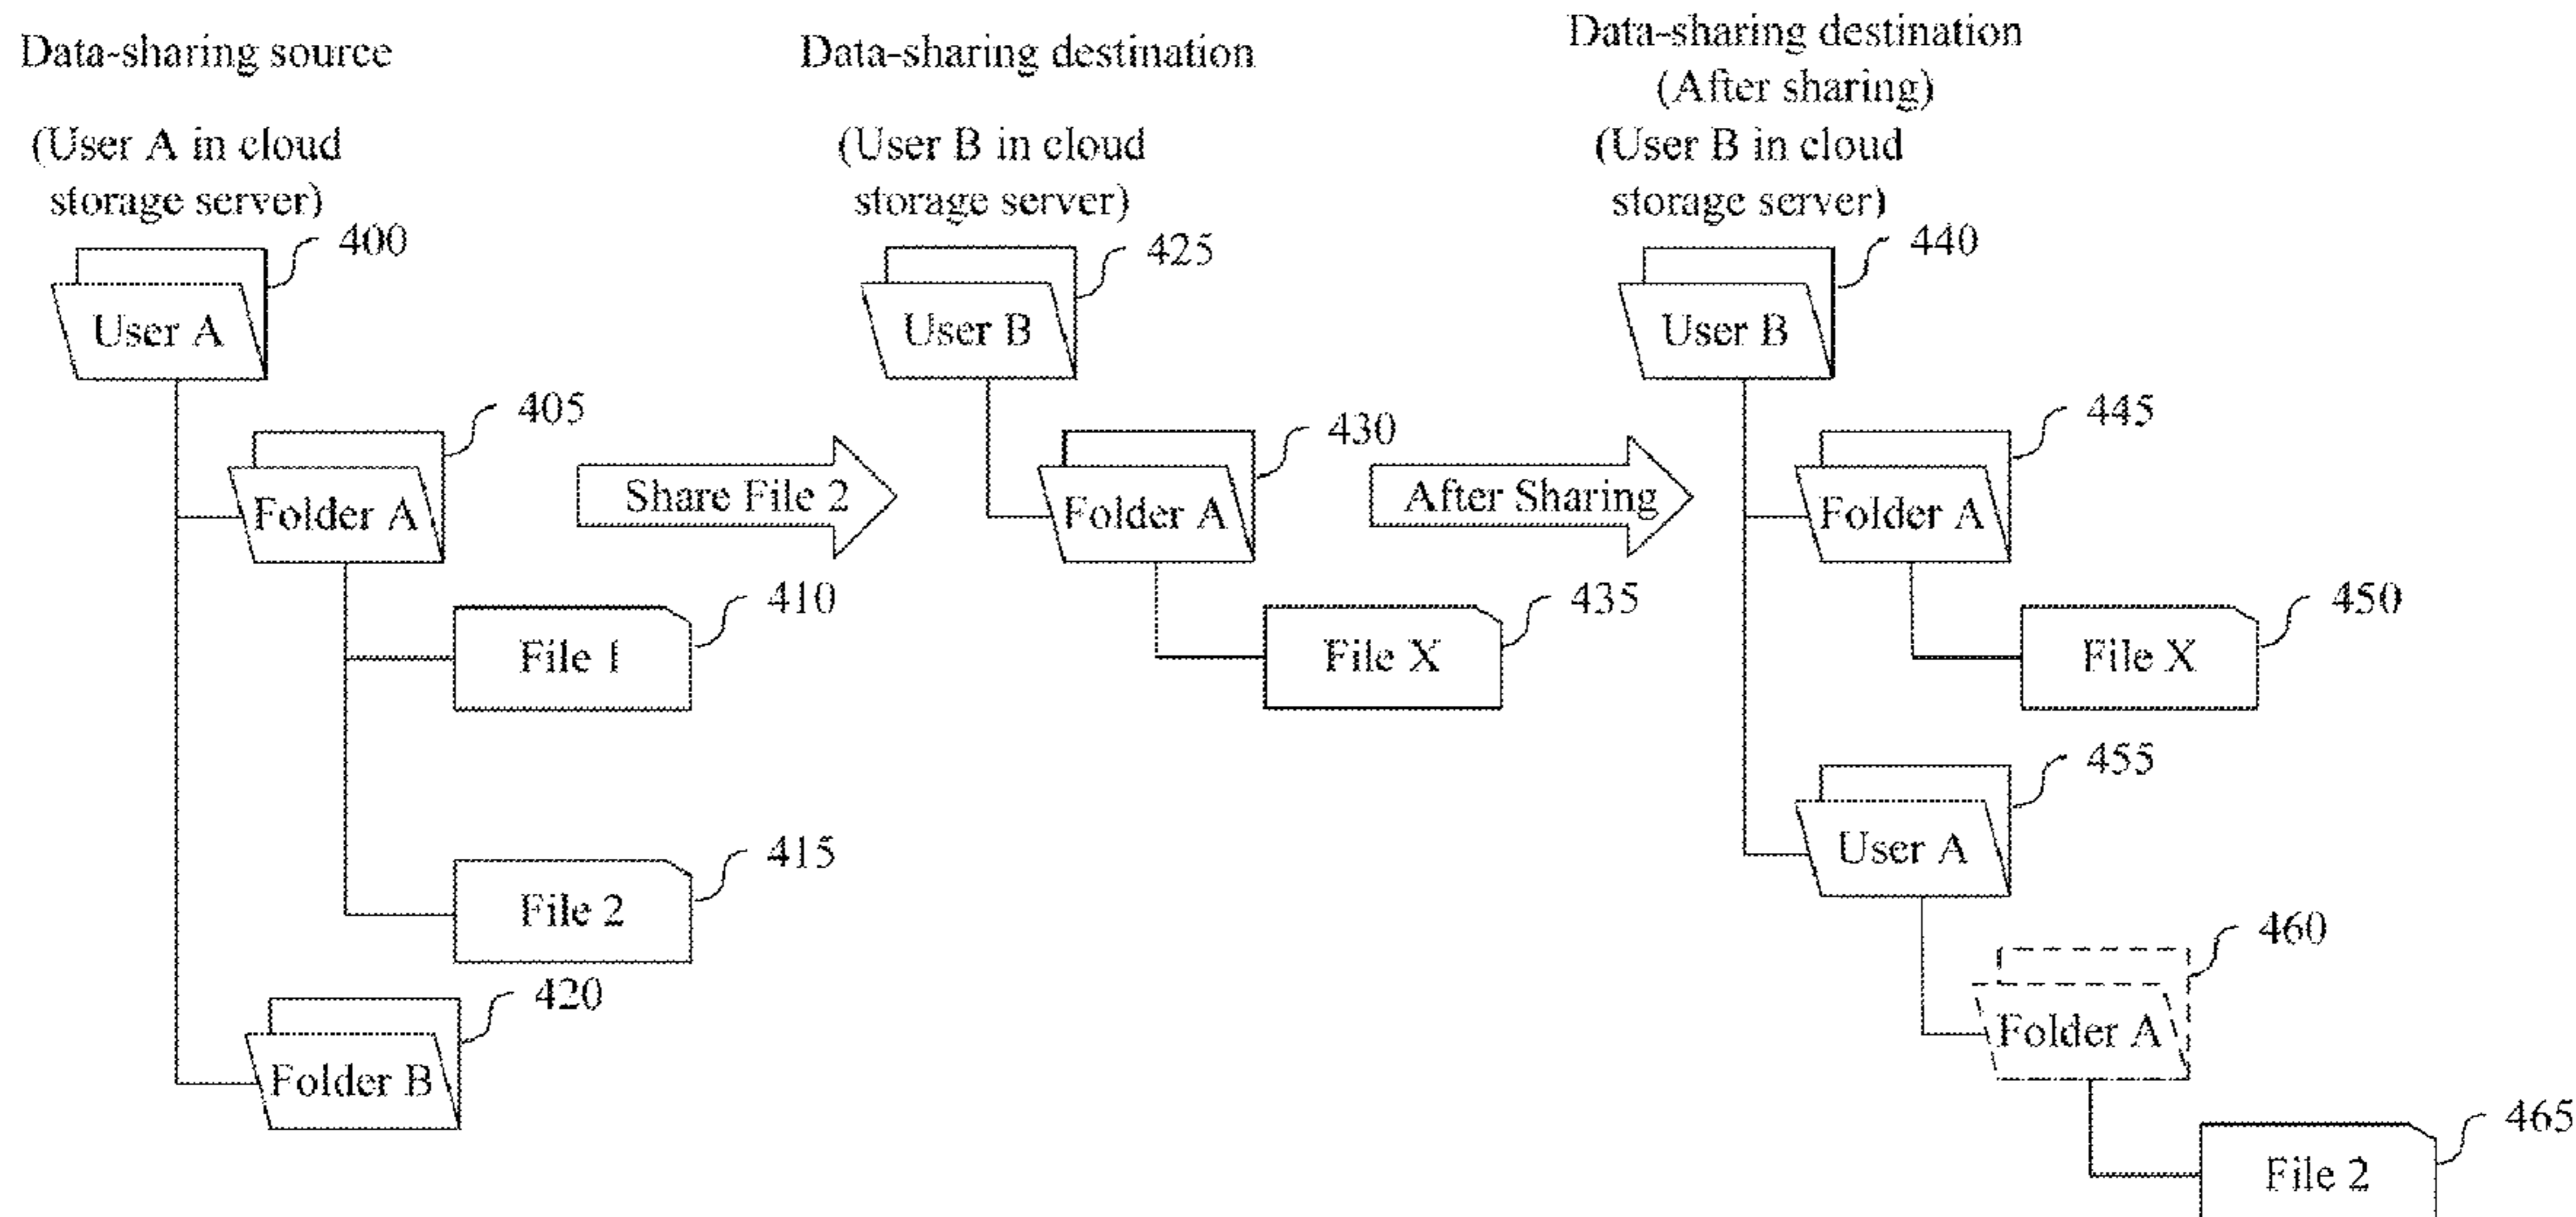 Data-sharing source
(User A in cloud
storage server)
400
User A
405
Folder A
410
File 1
415
File 2
420
Folder B
Share File 2
Data-sharing destination
(User B in cloud
storage server)
425
User B
430
Folder A
435
File X
After Sharing
Data-sharing destination
(After sharing)
(User B in cloud
storage server)
440
User B
445
Folder A
450
File X
455
User A
460
Folder A
465
File 2